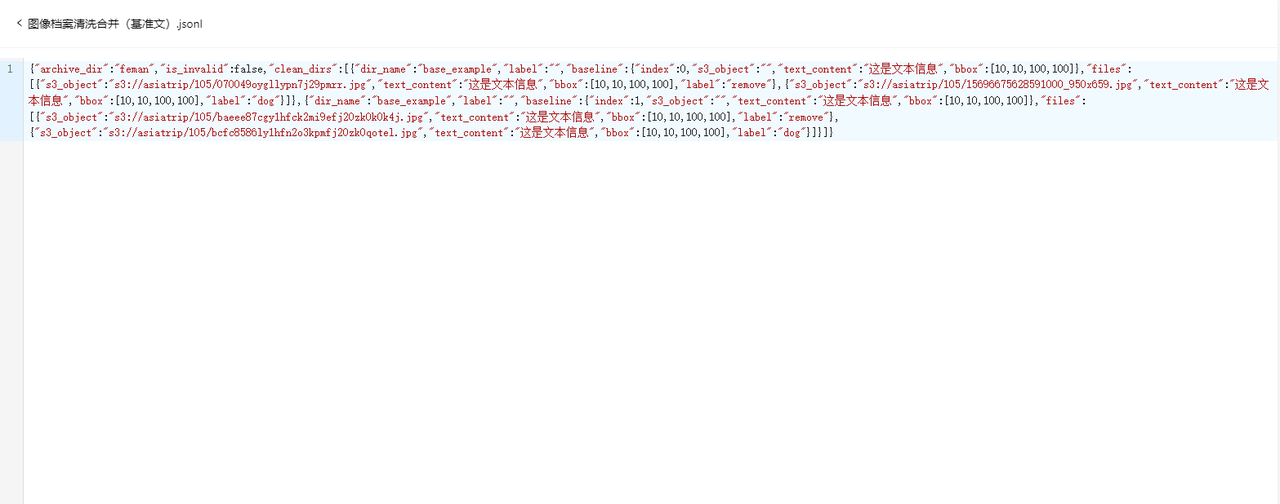 < 图像档案清洗合并（基准文）.jsonl
1
{"archive_dir":"feman","is_invalid":false,"clean_dirs":[{"dir_name":"base_example","label":"","baseline":{"index":0,"s3_object":"","text_content":"这是文本信息","bbox":[10,10,100,100]},"files":
[{"s3_object":"s3://asiatrip/105/070049oygllypn7j29pmrr.jpg","text_content":"这是文本信息","bbox":[10,10,100,100],"label":"remove"},{"s3_object":"s3://asiatrip/105/15696675628591000_950x659.jpg","text_content":"这是文
本信息","bbox":[10,10,100,100],"label":"dog"}]},{"dir_name":"base_example","label":"","baseline":{"index":1,"s3_object":"","text_content":"这是文本信息","bbox":[10,10,100,100]},"files":
[{"s3_object":"s3://asiatrip/105/baeee87cgy1hfck2mi9efj20zk0k0k4j.jpg","text_content":"这是文本信息","bbox":[10,10,100,100],"label":"remove"},
{"s3_object":"s3://asiatrip/105/bcfc8586ly1hfn2o3kpmfj20zk0qotel.jpg","text_content":"这是文本信息","bbox":[10,10,100,100],"label":"dog"}]}]}